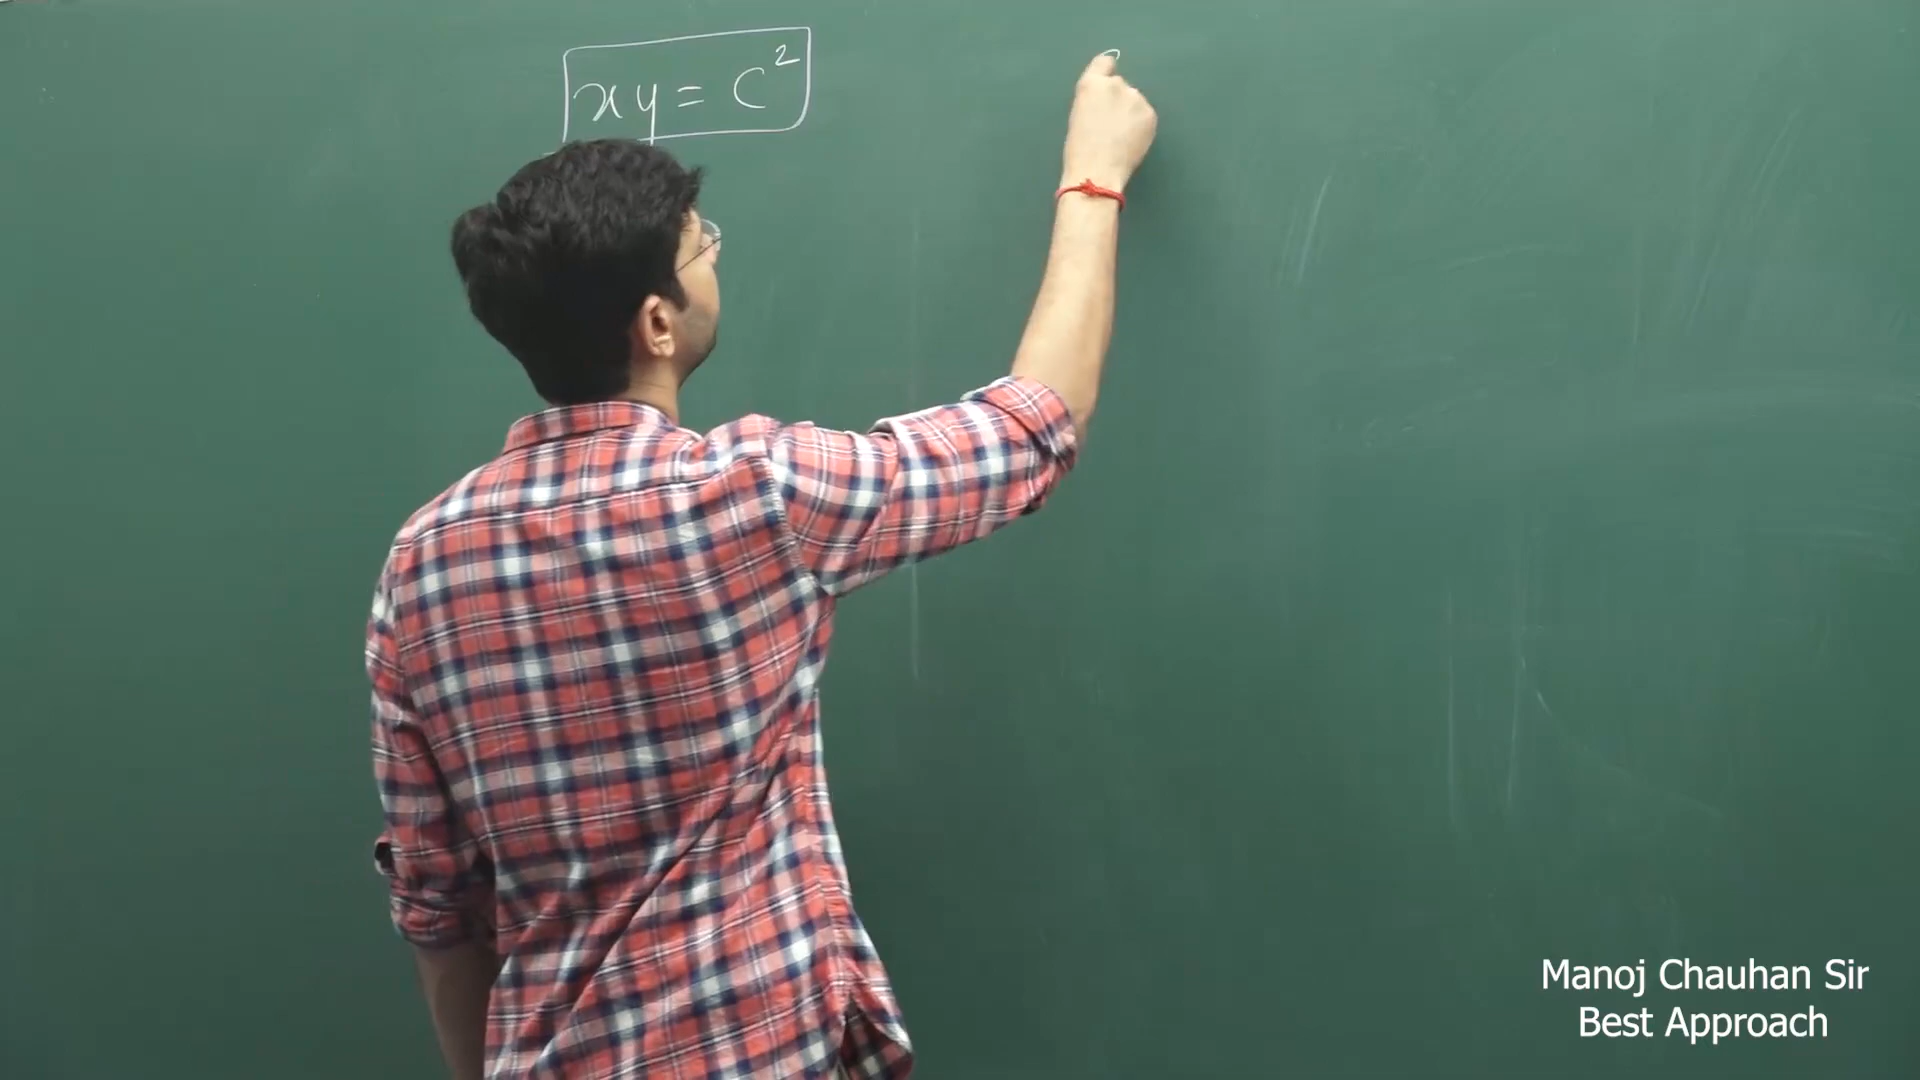 xy = c²
Manoj Chauhan Sir
Best Approach